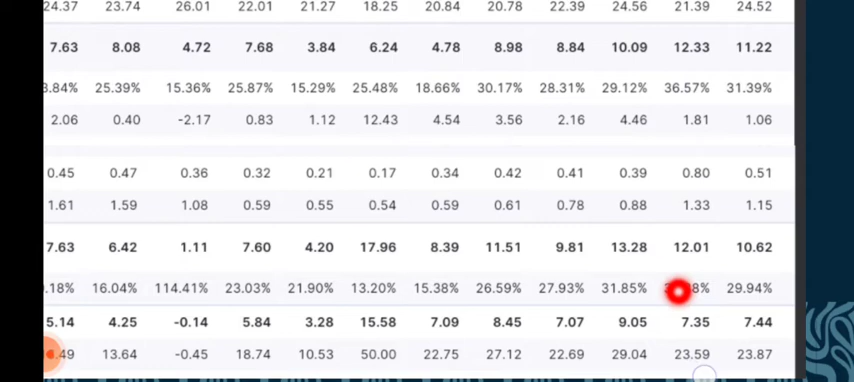 24.37 23.74 26.01 22.01 21.27 18.25 20.84 20.78 22.39 24.56 21.39 24.52
7.63 8.08 4.72 7.68 3.84 6.24 4.78 8.98 8.84 10.09 12.33 11.22
25.39% 15.36% 25.87% 15.29% 25.48% 18.66% 30.17% 28.31% 29.12% 36.57% 31.39%
2.06 0.40 -2.17 0.83 1.12 12.43 4.54 3.56 2.16 4.46 1.81 1.06
0.45 0.47 0.36 0.32 0.21 0.17 0.34 0.42 0.41 0.39 0.80 0.51
1.61 1.59 1.08 0.59 0.55 0.54 0.59 0.61 0.78 0.88 1.33 1.15
7.63 6.42 1.11 7.60 4.20 17.96 8.39 11.51 9.81 13.28 12.01 10.62
16.04% 114.41% 23.03% 21.90% 13.20% 15.38% 26.59% 27.93% 31.85% 29.94%
5.14 4.25 -0.14 5.84 3.28 15.58 7.09 8.45 7.07 9.05 7.35 7.44
13.64 -0.45 18.74 10.53 50.00 22.75 27.12 22.69 29.04 23.59 23.87